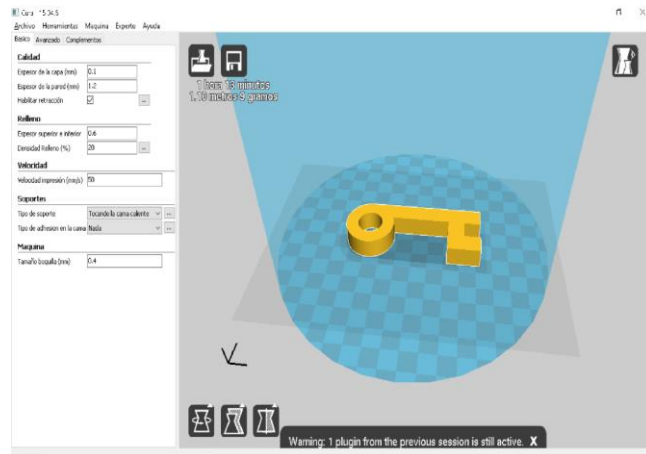 Cura 15.04.6
Archivo Herramientas Maquina Experto Ayuda
Basico Avanzado Complementos
Calidad
Espesor de la capa (mm) 0.1
Espesor de la pared (mm) 1.2
Habilitar retracción ...
Relleno
Espesor superior e inferior 0.6
Densidad Relleno (%) 20 ...
Velocidad
Velocidad impresión (mm/s) 50
Soportes
Tipo de soporte Tocando la cama caliente ...
Tipo de adhesion en la cama Nada ...
Maquina
Tamaño boquilla (mm) 0.4
1 hora 13 minutos
1.18 metros 9 gramos
Warning: 1 plugin from the previous session is still active. X